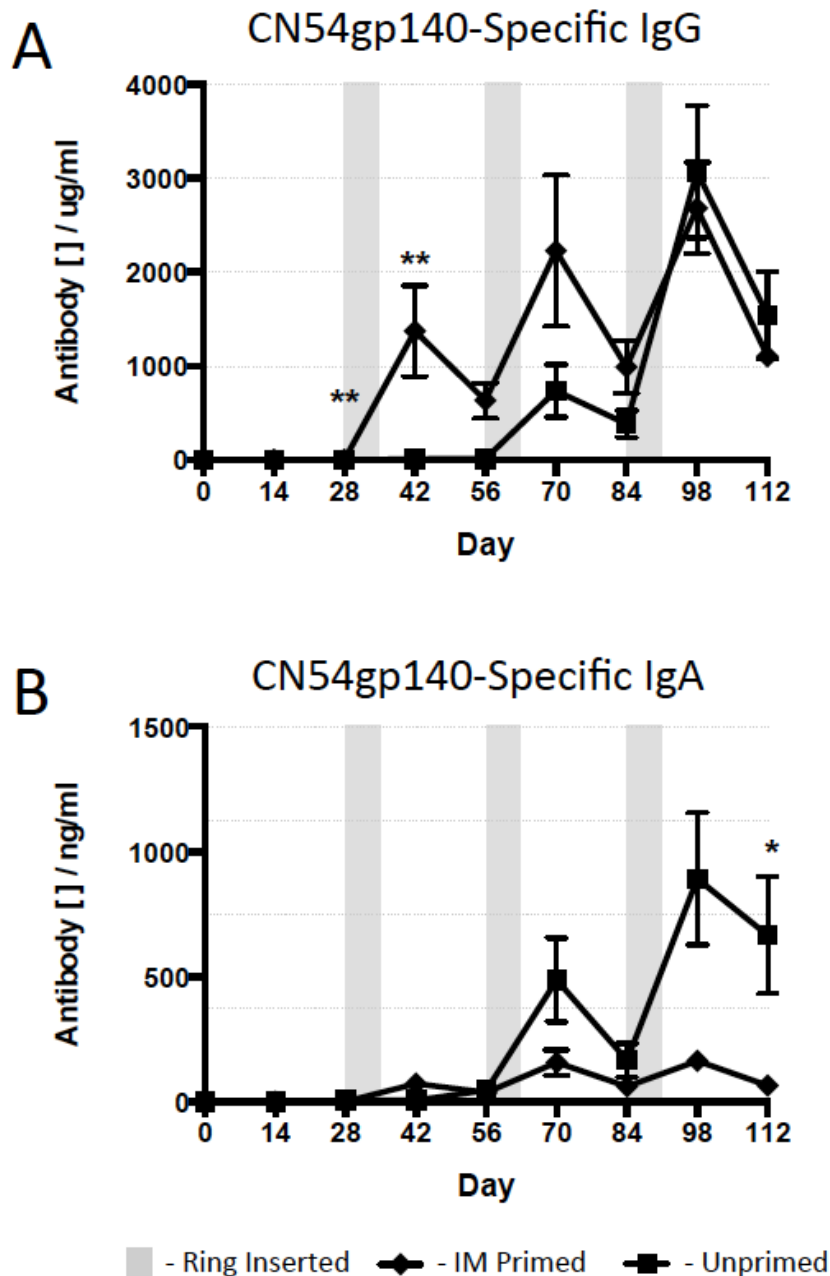 A
CN54gp140-Specific IgG
4000
3000
2000
1000
0
Antibody [ ] / ug/ml
**
**
0 14 28 42 56 70 84 98 112
Day
B
CN54gp140-Specific IgA
1500
1000
500
0
Antibody [ ] / ng/ml
*
0 14 28 42 56 70 84 98 112
Day
- Ring Inserted - IM Primed - Unprimed